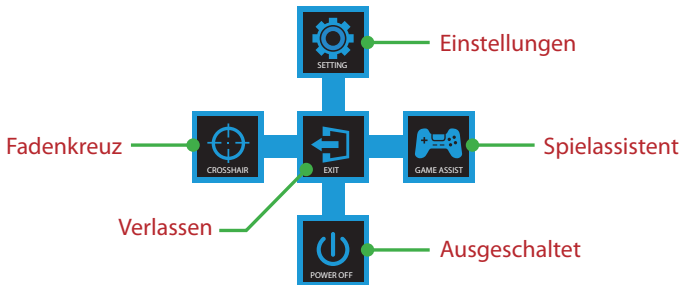 SETTING
Einstellungen
Fadenkreuz
CROSSHAIR
EXIT
GAME ASSIST
Spielassistent
Verlassen
POWER OFF
Ausgeschaltet